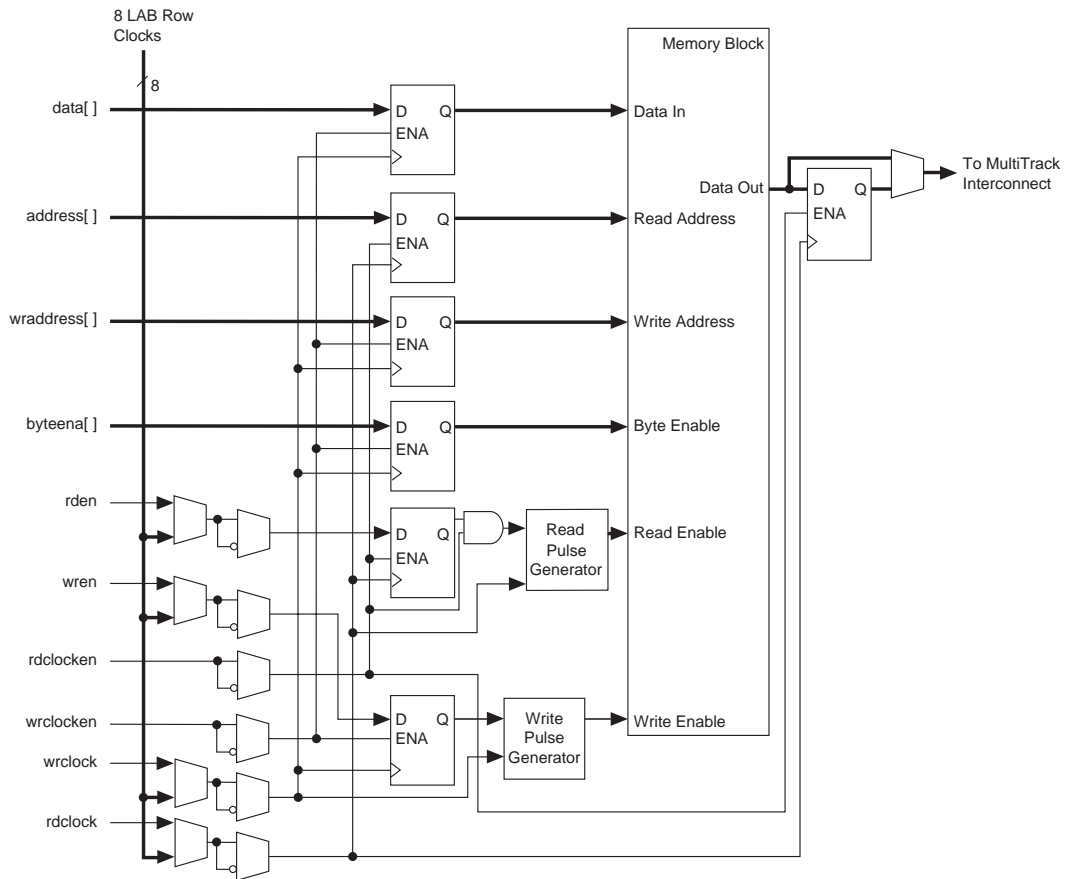 8 LAB Row
Clocks
8
Memory Block
data[ ]
D Q
ENA
Data In
To MultiTrack
Interconnect
Data Out
D Q
ENA
address[ ]
D Q
ENA
Read Address
wraddress[ ]
D Q
ENA
Write Address
byteena[ ]
D Q
ENA
Byte Enable
rden
D Q
ENA
Read
Pulse
Generator
Read Enable
wren
rdclocken
wrclocken
D Q
ENA
Write
Pulse
Generator
Write Enable
wrclock
rdclock